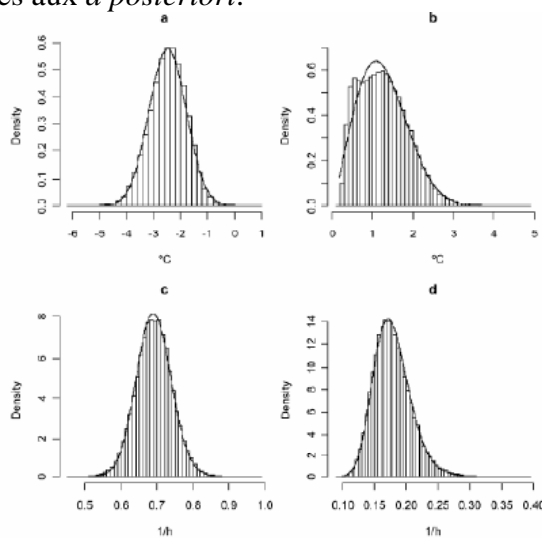 es aux a posteriori.
a
b
Density
0.0 0.1 0.2 0.3 0.4 0.5 0.6
-6 -5 -4 -3 -2 -1 0 1
°C
Density
0.0 0.2 0.4 0.6
0 1 2 3 4 5
°C
c
d
Density
0 2 4 6 8
0.5 0.6 0.7 0.8 0.9 1.0
1/h
Density
0 2 4 6 8 10 14
0.10 0.15 0.20 0.25 0.30 0.35 0.40
1/h